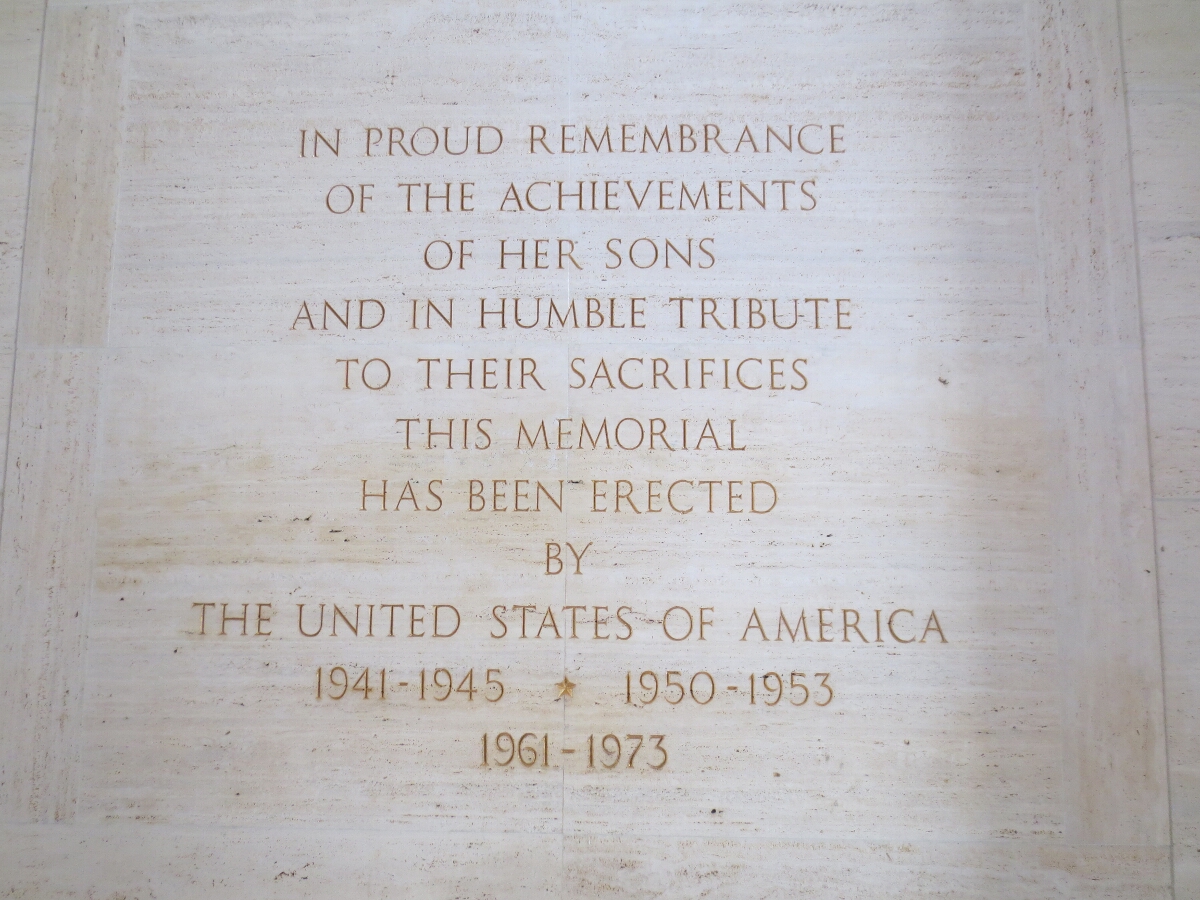 IN PROUD REMEMBRANCE
OF THE ACHIEVEMENTS
OF HER SONS
AND IN HUMBLE TRIBUTE
TO THEIR SACRIFICES
THIS MEMORIAL
HAS BEEN ERECTED
BY
THE UNITED STATES OF AMERICA
1941-1945 ★ 1950-1953
1961-1973